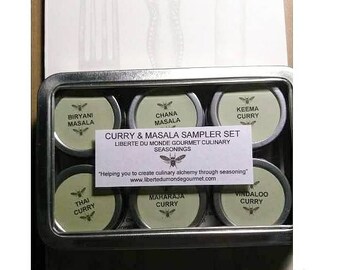 BIRYANI
MASALA
CHANA
MASALA
KEEMA
CURRY
CURRY & MASALA SAMPLER SET
LIBERTE DU MONDE GOURMET CULINARY
SEASONINGS
"Helping you to create culinary alchemy through seasoning"
www.libertedumondegourmet.com
THAI
CURRY
MAHARAJA
CURRY
VINDALOO
CURRY